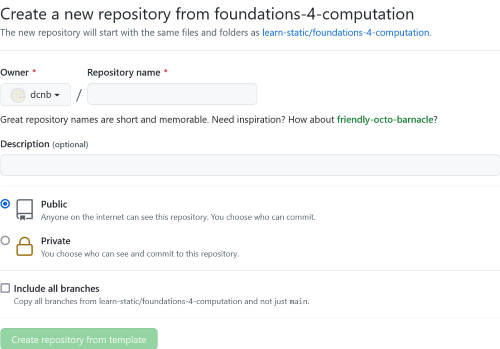 Create a new repository from foundations-4-computation
The new repository will start with the same files and folders as learn-static/foundations-4-computation.
Owner * Repository name *
dcnb /
Great repository names are short and memorable. Need inspiration? How about friendly-octo-barnacle?
Description (optional)
Public
Anyone on the internet can see this repository. You choose who can commit.
Private
You choose who can see and commit to this repository.
Include all branches
Copy all branches from learn-static/foundations-4-computation and not just main.
Create repository from template